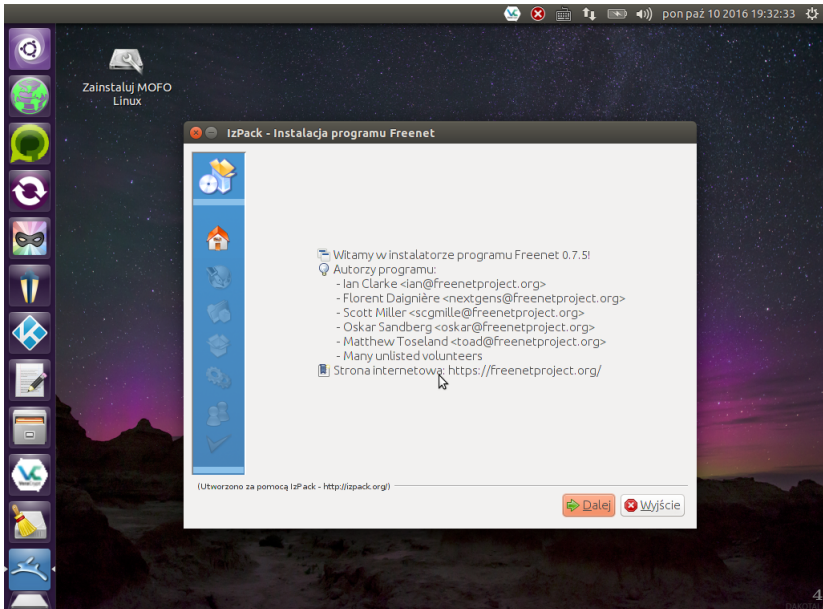 pon paź 10 2016 19:32:33
Zainstaluj MOFO
Linux
IzPack - Instalacja programu Freenet
Witamy w instalatorze programu Freenet 0.7.5!
Autorzy programu:
- Ian Clarke <ian@freenetproject.org>
- Florent Daignière <nextgens@freenetproject.org>
- Scott Miller <scgmille@freenetproject.org>
- Oskar Sandberg <oskar@freenetproject.org>
- Matthew Toseland <toad@freenetproject.org>
- Many unlisted volunteers
Strona internetowa: https://freenetproject.org/
(Utworzono za pomocą IzPack - http://izpack.org/)
Dalej
Wyjście
4